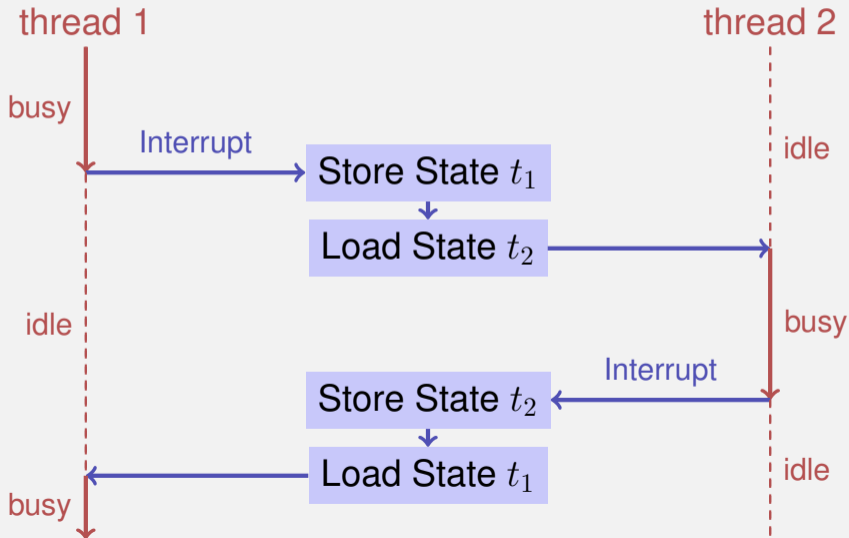 thread 1
thread 2
busy
Interrupt
idle
Store State t₁
Load State t₂
idle
busy
Interrupt
Store State t₂
Load State t₁
idle
busy